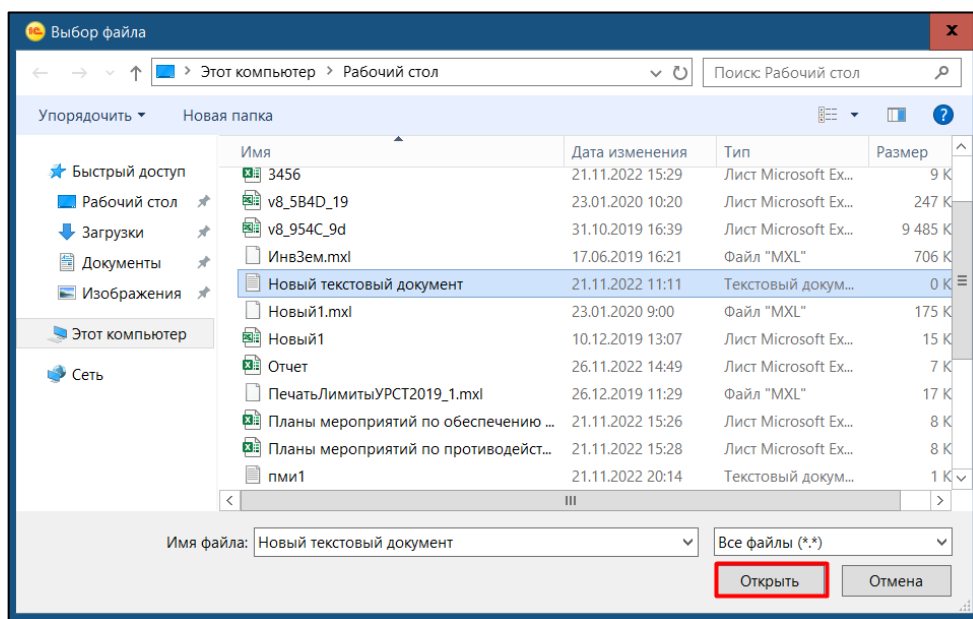 Выбор файла
Этот компьютер > Рабочий стол
Поиск: Рабочий стол
Упорядочить
Новая папка
Имя Дата изменения Тип Размер
Быстрый доступ
Рабочий стол
Загрузки
Документы
Изображения
Этот компьютер
Сеть
3456 21.11.2022 15:29 Лист Microsoft Ex... 9 К
v8_5B4D_19 23.01.2020 10:20 Лист Microsoft Ex... 247 К
v8_954C_9d 31.10.2019 16:39 Лист Microsoft Ex... 9 485 К
ИнвЗем.mxl 17.06.2019 16:21 Файл "MXL" 706 К
Новый текстовый документ 21.11.2022 11:11 Текстовый докум... 0 К
Новый1.mxl 23.01.2020 9:00 Файл "MXL" 175 К
Новый1 10.12.2019 13:07 Лист Microsoft Ex... 15 К
Отчет 26.11.2022 14:49 Лист Microsoft Ex... 7 К
ПечатьЛимитыУРСТ2019_1.mxl 26.12.2019 11:29 Файл "MXL" 17 К
Планы мероприятий по обеспечению ... 21.11.2022 15:26 Лист Microsoft Ex... 8 К
Планы мероприятий по противодейст... 21.11.2022 15:28 Лист Microsoft Ex... 8 К
пми1 21.11.2022 20:14 Текстовый докум... 1 К
Имя файла: Новый текстовый документ
Все файлы (*.*)
Открыть
Отмена